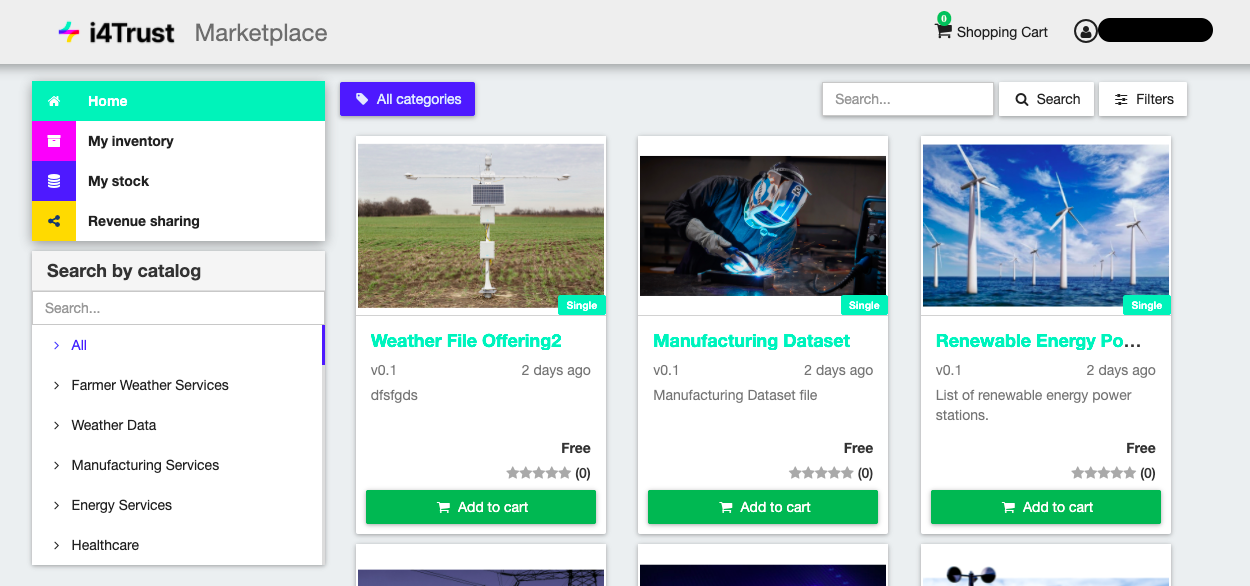 i4Trust Marketplace
0
Shopping Cart
Home
My inventory
My stock
Revenue sharing
Search by catalog
Search...
All
Farmer Weather Services
Weather Data
Manufacturing Services
Energy Services
Healthcare
All categories
Search...
Search
Filters
Single
Weather File Offering2
v0.1 2 days ago
dfsfgds
Free
(0)
Add to cart
Single
Manufacturing Dataset
v0.1 2 days ago
Manufacturing Dataset file
Free
(0)
Add to cart
Single
Renewable Energy Po...
v0.1 2 days ago
List of renewable energy power
stations.
Free
(0)
Add to cart